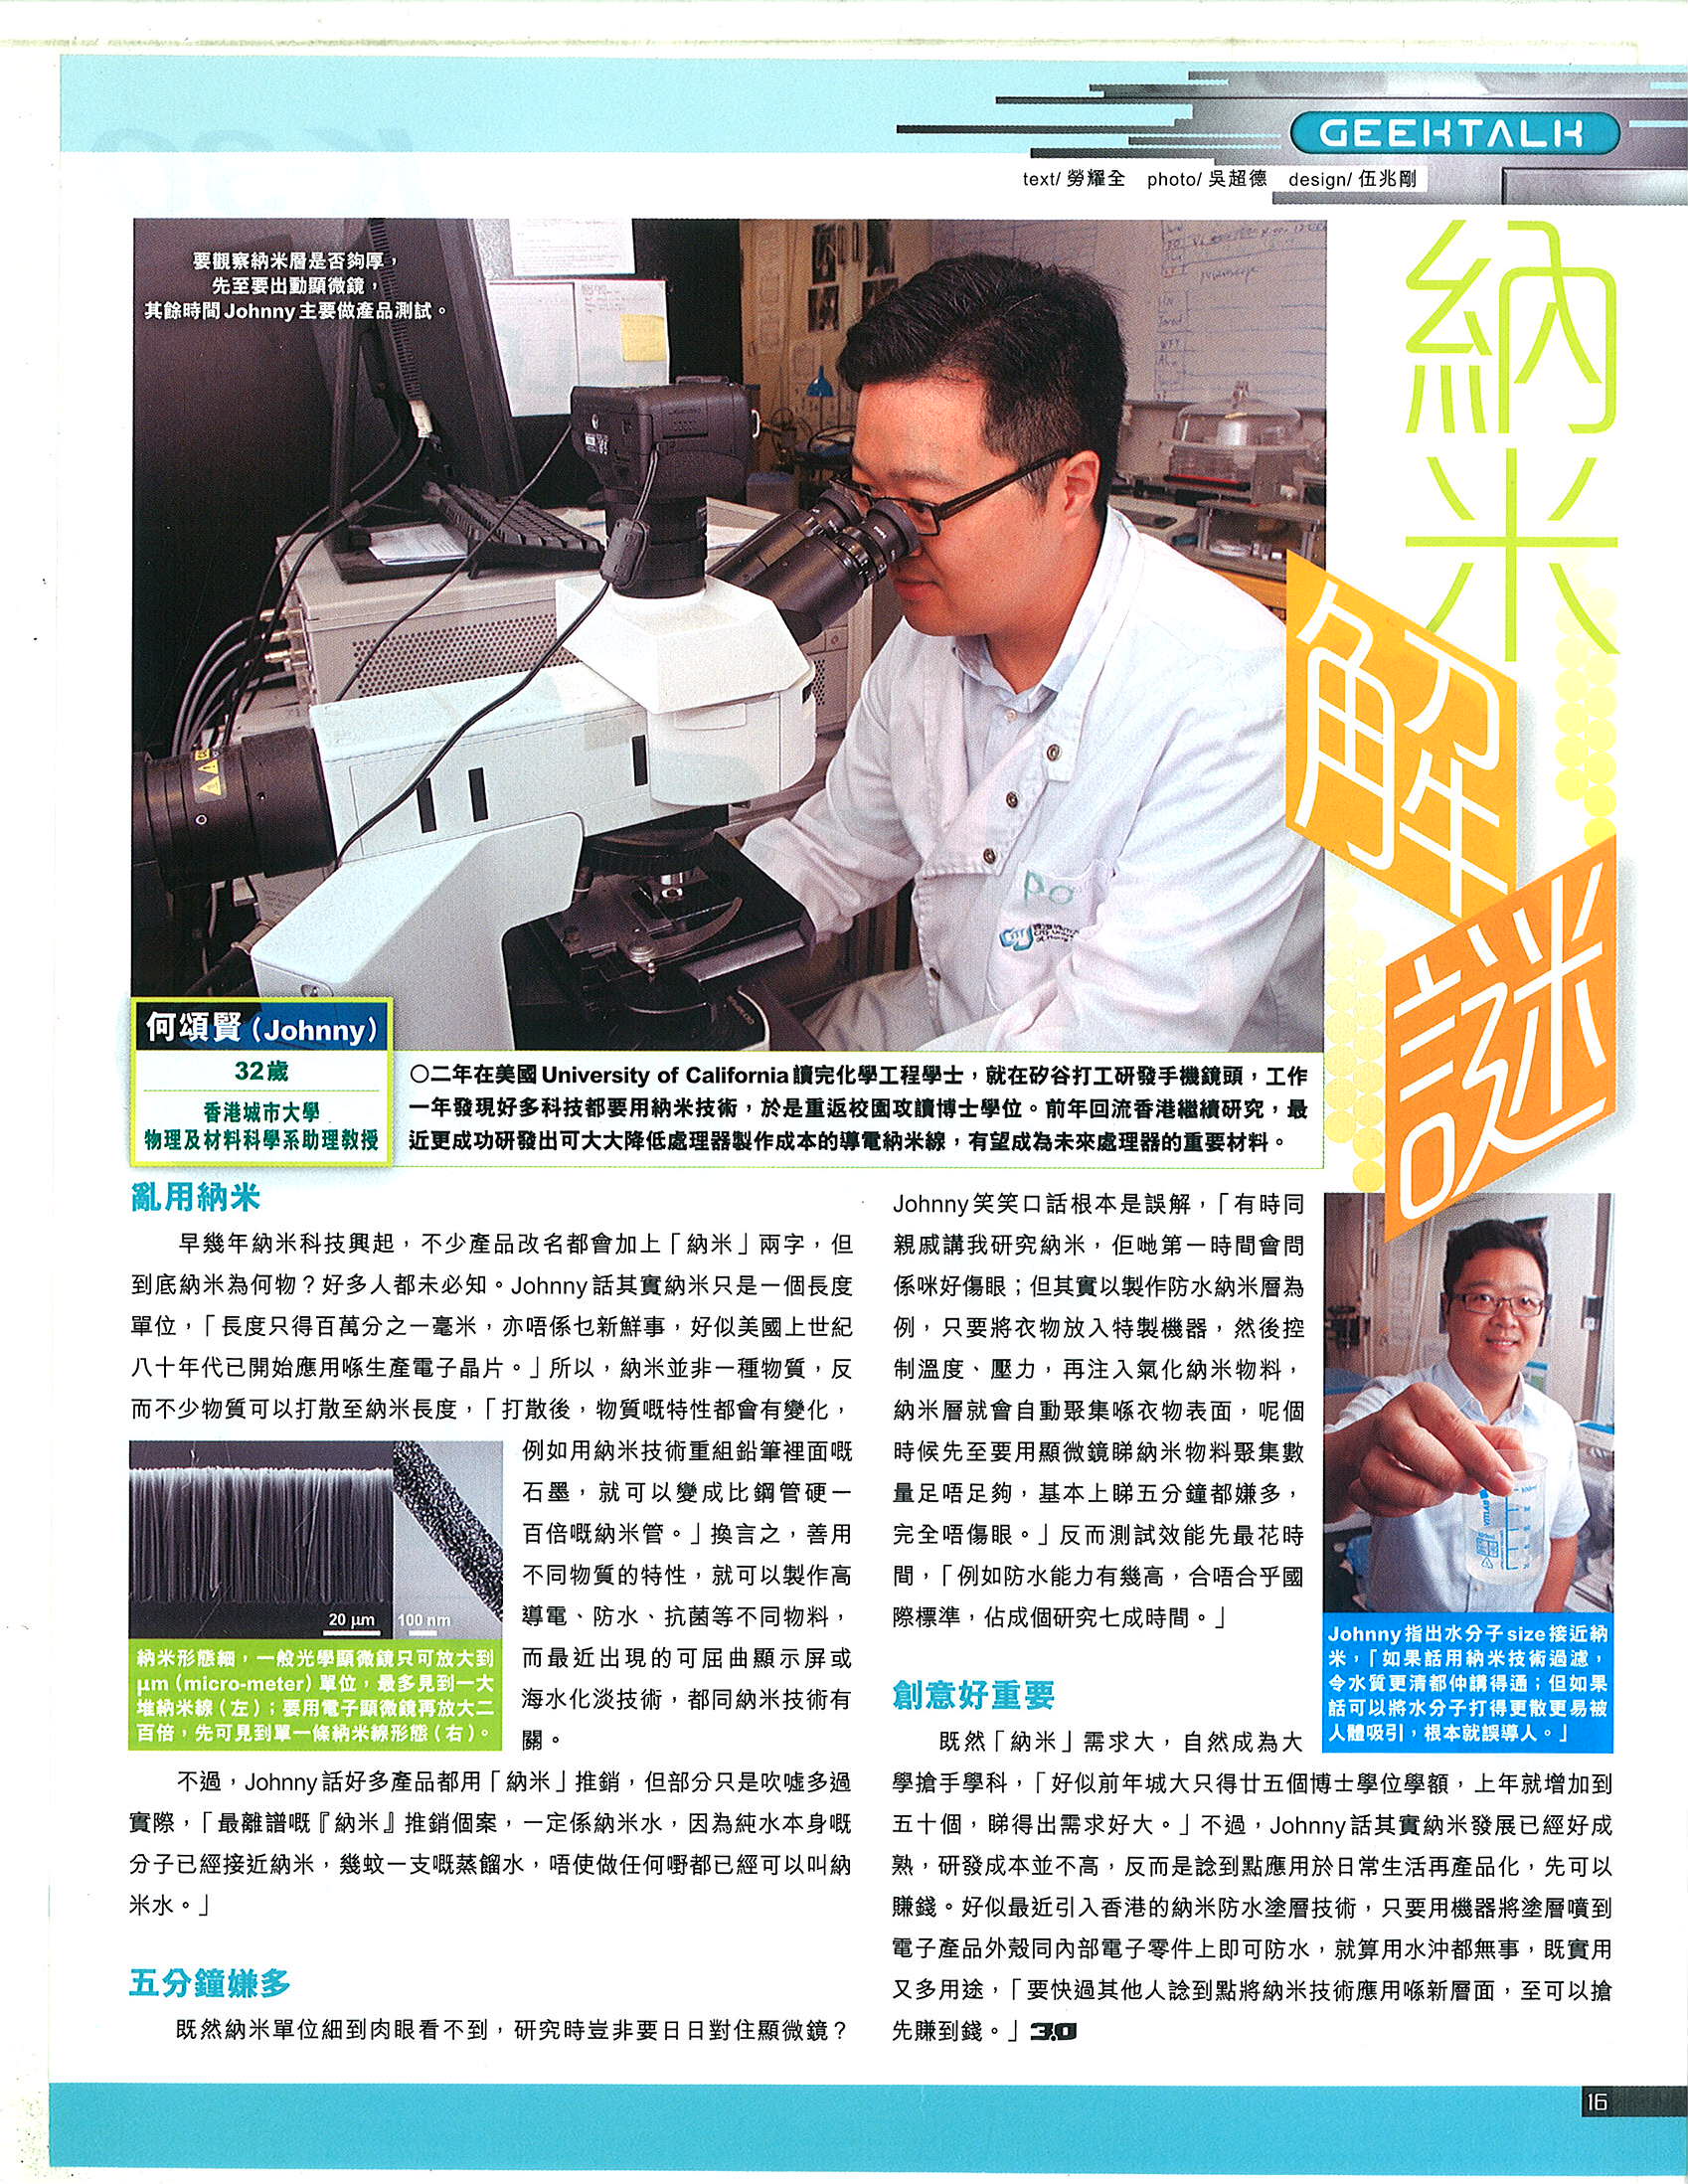 GEEKTALK
text/ 勞耀全 photo/ 吳超德 design/ 伍兆剛
納米
解謎
要觀察納米層是否夠厚，
先至要出動顯微鏡，
其餘時間Johnny主要做產品測試。
何頌賢（Johnny）
32歲
香港城市大學
物理及材料科學系助理教授
〇二年在美國University of California讀完化學工程學士，就在矽谷打工研發手機鏡頭，工作
一年發現好多科技都要用納米技術，於是重返校園攻讀博士學位。前年回流香港繼續研究，最
近更成功研發出可大大降低處理器製作成本的導電納米線，有望成為未來處理器的重要材料。
亂用納米
早幾年納米科技興起，不少產品改名都會加上「納米」兩字，但
到底納米為何物？好多人都未必知。Johnny話其實納米只是一個長度
單位，「長度只得百萬分之一毫米，亦唔係乜新鮮事，好似美國上世紀
八十年代已開始應用喺生產電子晶片。」所以，納米並非一種物質，反
而不少物質可以打散至納米長度，「打散後，物質嘅特性都會有變化，
例如用納米技術重組鉛筆裡面嘅
石墨，就可以變成比鋼管硬一
百倍嘅納米管。」換言之，善用
不同物質的特性，就可以製作高
導電、防水、抗菌等不同物料，
而最近出現的可屈曲顯示屏或
海水化淡技術，都同納米技術有
關。
20 μm
100 nm
納米形態細，一般光學顯微鏡只可放大到
μm（micro-meter）單位，最多見到一大
堆納米線（左）；要用電子顯微鏡再放大二
百倍，先可見到單一條納米線形態（右）。
不過，Johnny話好多產品都用「納米」推銷，但部分只是吹噓多過
實際，「最離譜嘅『納米』推銷個案，一定係納米水，因為純水本身嘅
分子已經接近納米，幾蚊一支嘅蒸餾水，唔使做任何嘢都已經可以叫納
米水。」
五分鐘嫌多
既然納米單位細到肉眼看不到，研究時豈非要日日對住顯微鏡？
Johnny笑笑口話根本是誤解，「有時同
親戚講我研究納米，佢哋第一時間會問
係咪好傷眼；但其實以製作防水納米層為
例，只要將衣物放入特製機器，然後控
制溫度、壓力，再注入氣化納米物料，
納米層就會自動聚集喺衣物表面，呢個
時候先至要用顯微鏡睇納米物料聚集數
量足唔足夠，基本上睇五分鐘都嫌多，
完全唔傷眼。」反而測試效能先最花時
間，「例如防水能力有幾高，合唔合乎國
際標準，佔成個研究七成時間。」
Johnny指出水分子size接近納
米，「如果話用納米技術過濾，
令水質更清都仲講得通；但如果
話可以將水分子打得更散更易被
人體吸引，根本就誤導人。」
創意好重要
既然「納米」需求大，自然成為大
學搶手學科，「好似前年城大只得廿五個博士學位學額，上年就增加到
五十個，睇得出需求好大。」不過，Johnny話其實納米發展已經好成
熟，研發成本並不高，反而是諗到點應用於日常生活再產品化，先可以
賺錢。好似最近引入香港的納米防水塗層技術，只要用機器將塗層噴到
電子產品外殼同內部電子零件上即可防水，就算用水沖都無事，既實用
又多用途，「要快過其他人諗到點將納米技術應用喺新層面，至可以搶
先賺到錢。」3.0
16